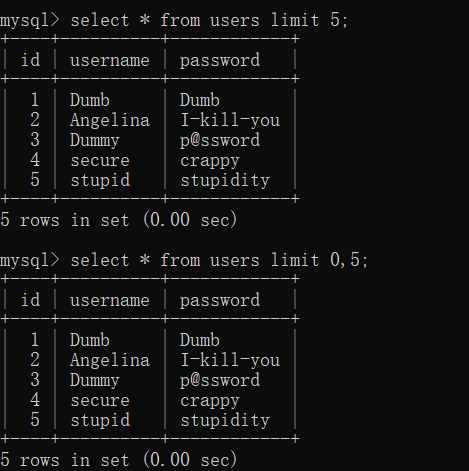 mysql> select * from users limit 5;
+----+----------+------------+
| id | username | password   |
+----+----------+------------+
|  1 | Dumb     | Dumb       |
|  2 | Angelina | I-kill-you |
|  3 | Dummy    | p@ssword   |
|  4 | secure   | crappy     |
|  5 | stupid   | stupidity  |
+----+----------+------------+
5 rows in set (0.00 sec)

mysql> select * from users limit 0,5;
+----+----------+------------+
| id | username | password   |
+----+----------+------------+
|  1 | Dumb     | Dumb       |
|  2 | Angelina | I-kill-you |
|  3 | Dummy    | p@ssword   |
|  4 | secure   | crappy     |
|  5 | stupid   | stupidity  |
+----+----------+------------+
5 rows in set (0.00 sec)